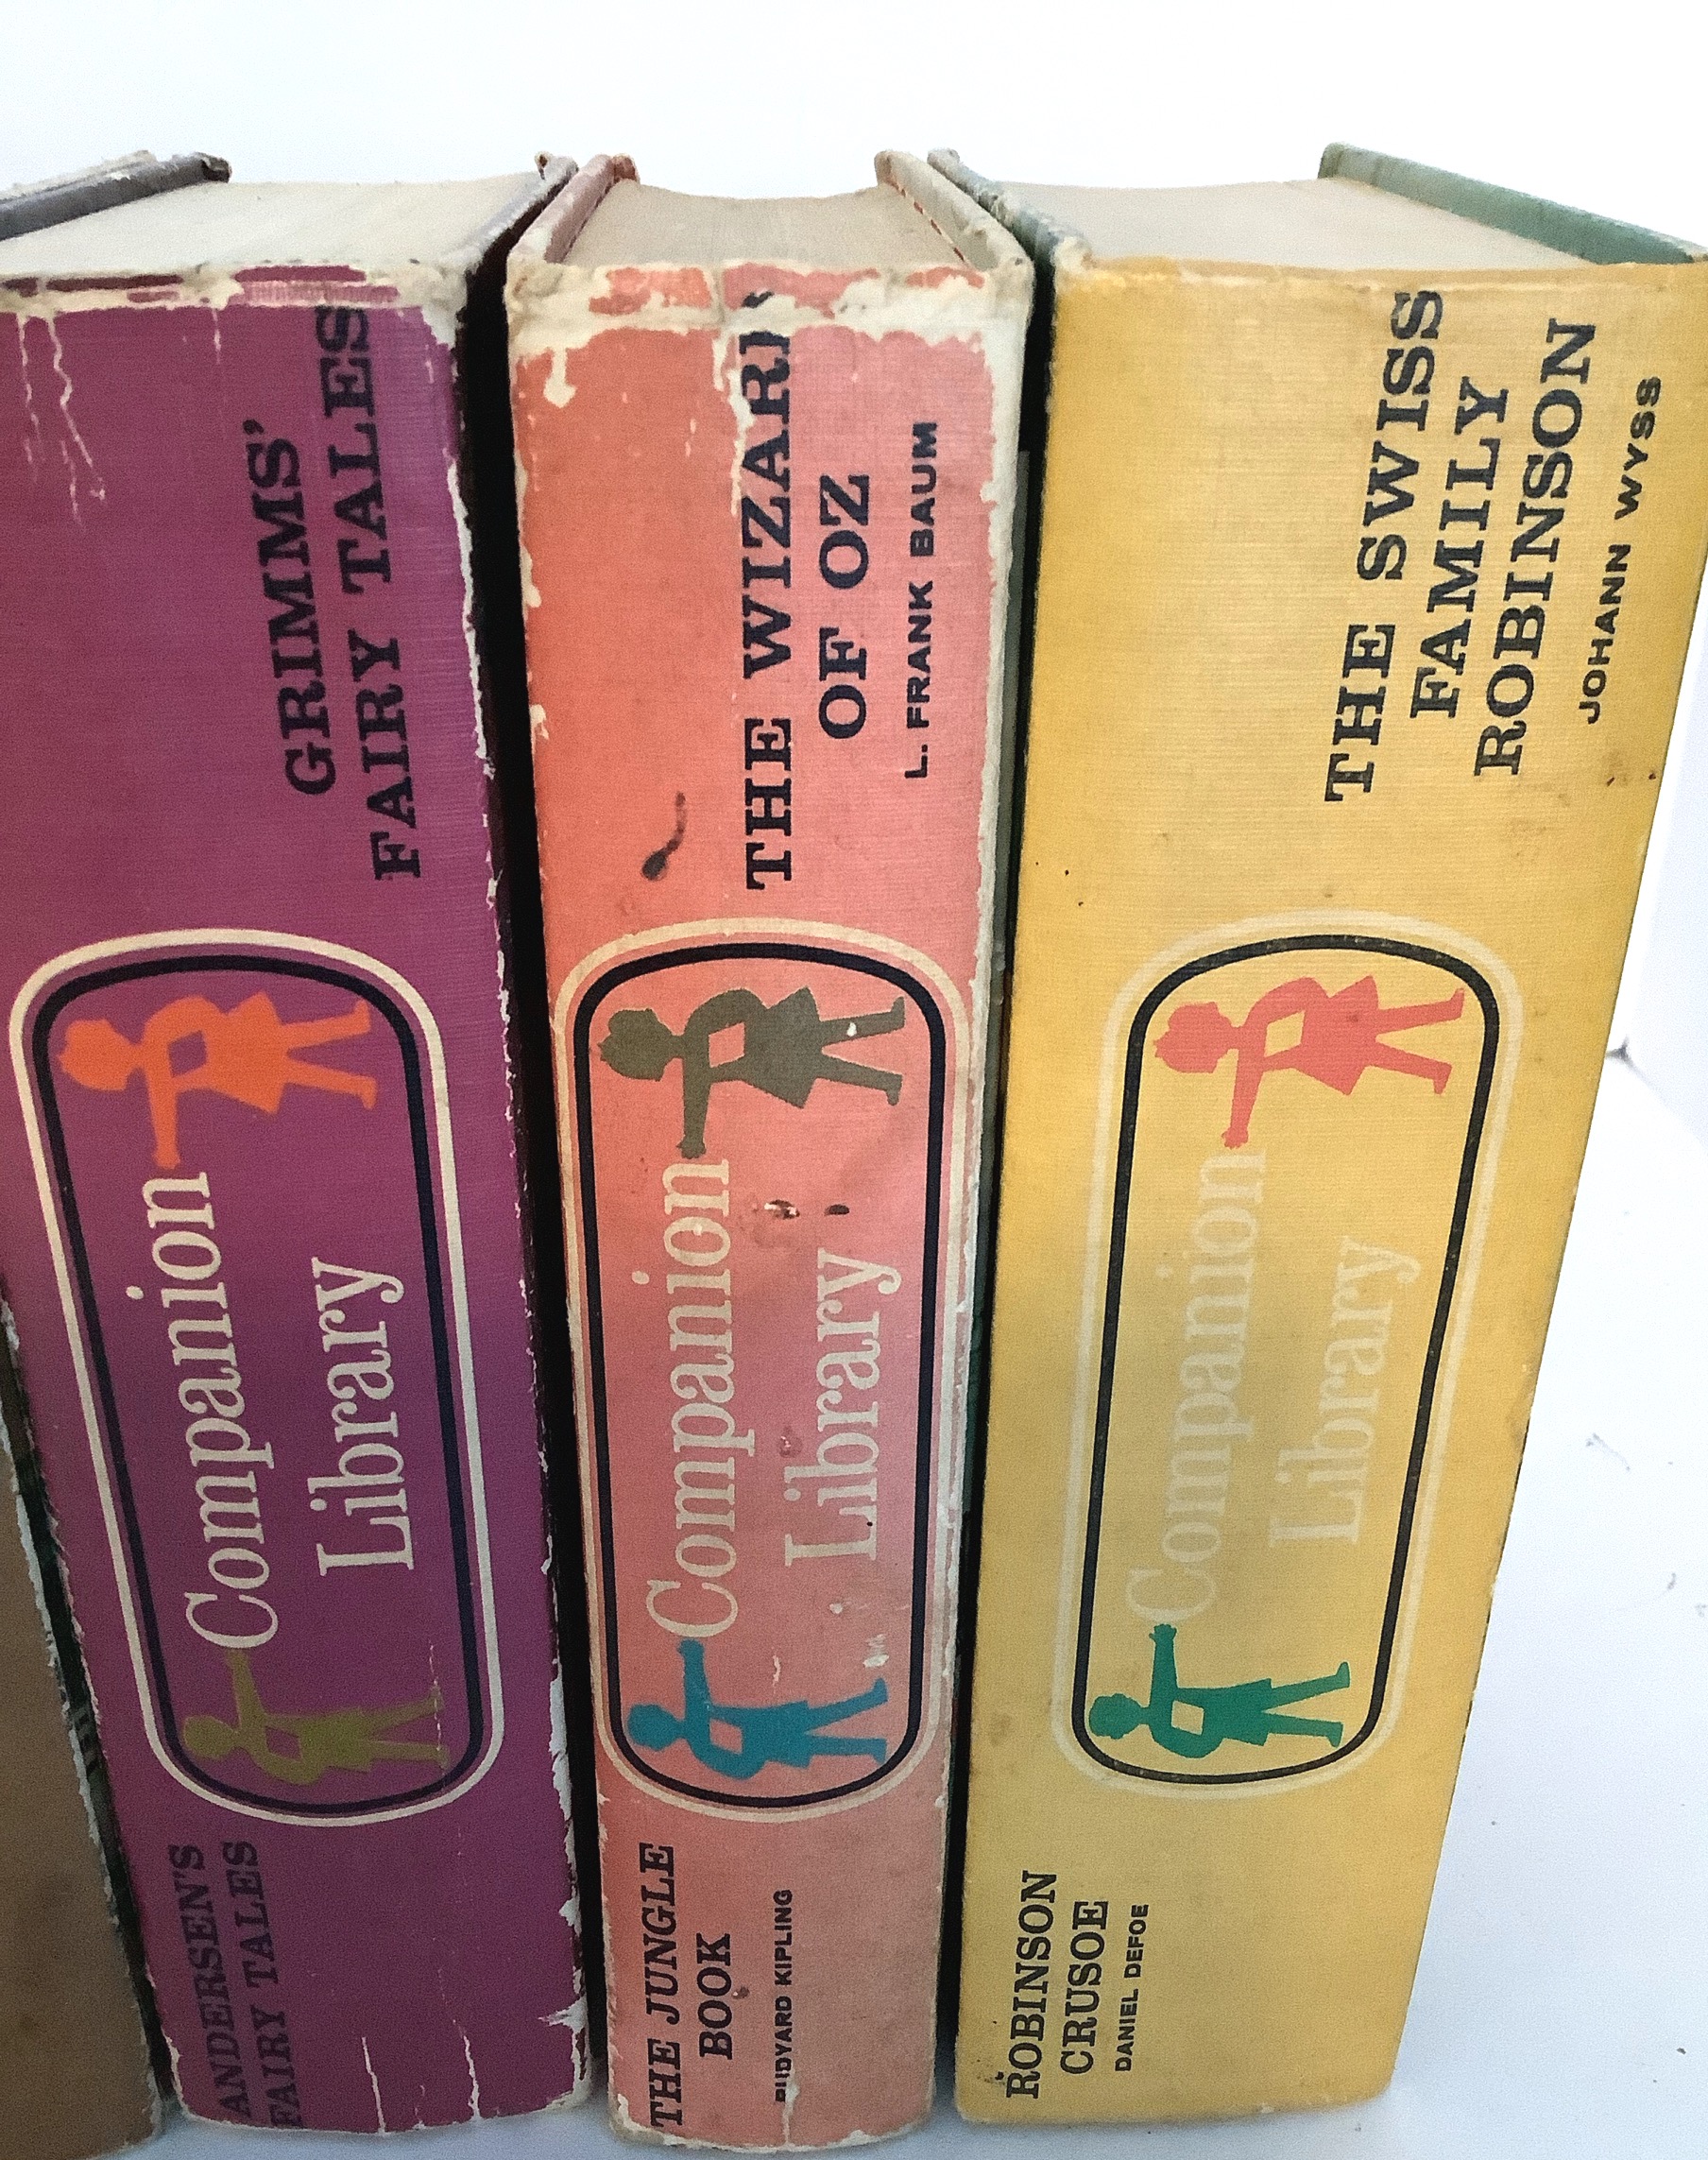 GRIMMS'
FAIRY TALES
Companion
Library
ANDERSEN'S
FAIRY TALES
THE WIZARD
OF OZ
L. FRANK BAUM
Companion
Library
THE JUNGLE
BOOK
RUDYARD KIPLING
THE SWISS
FAMILY
ROBINSON
JOHANN WYSS
Companion
Library
ROBINSON
CRUSOE
DANIEL DEFOE